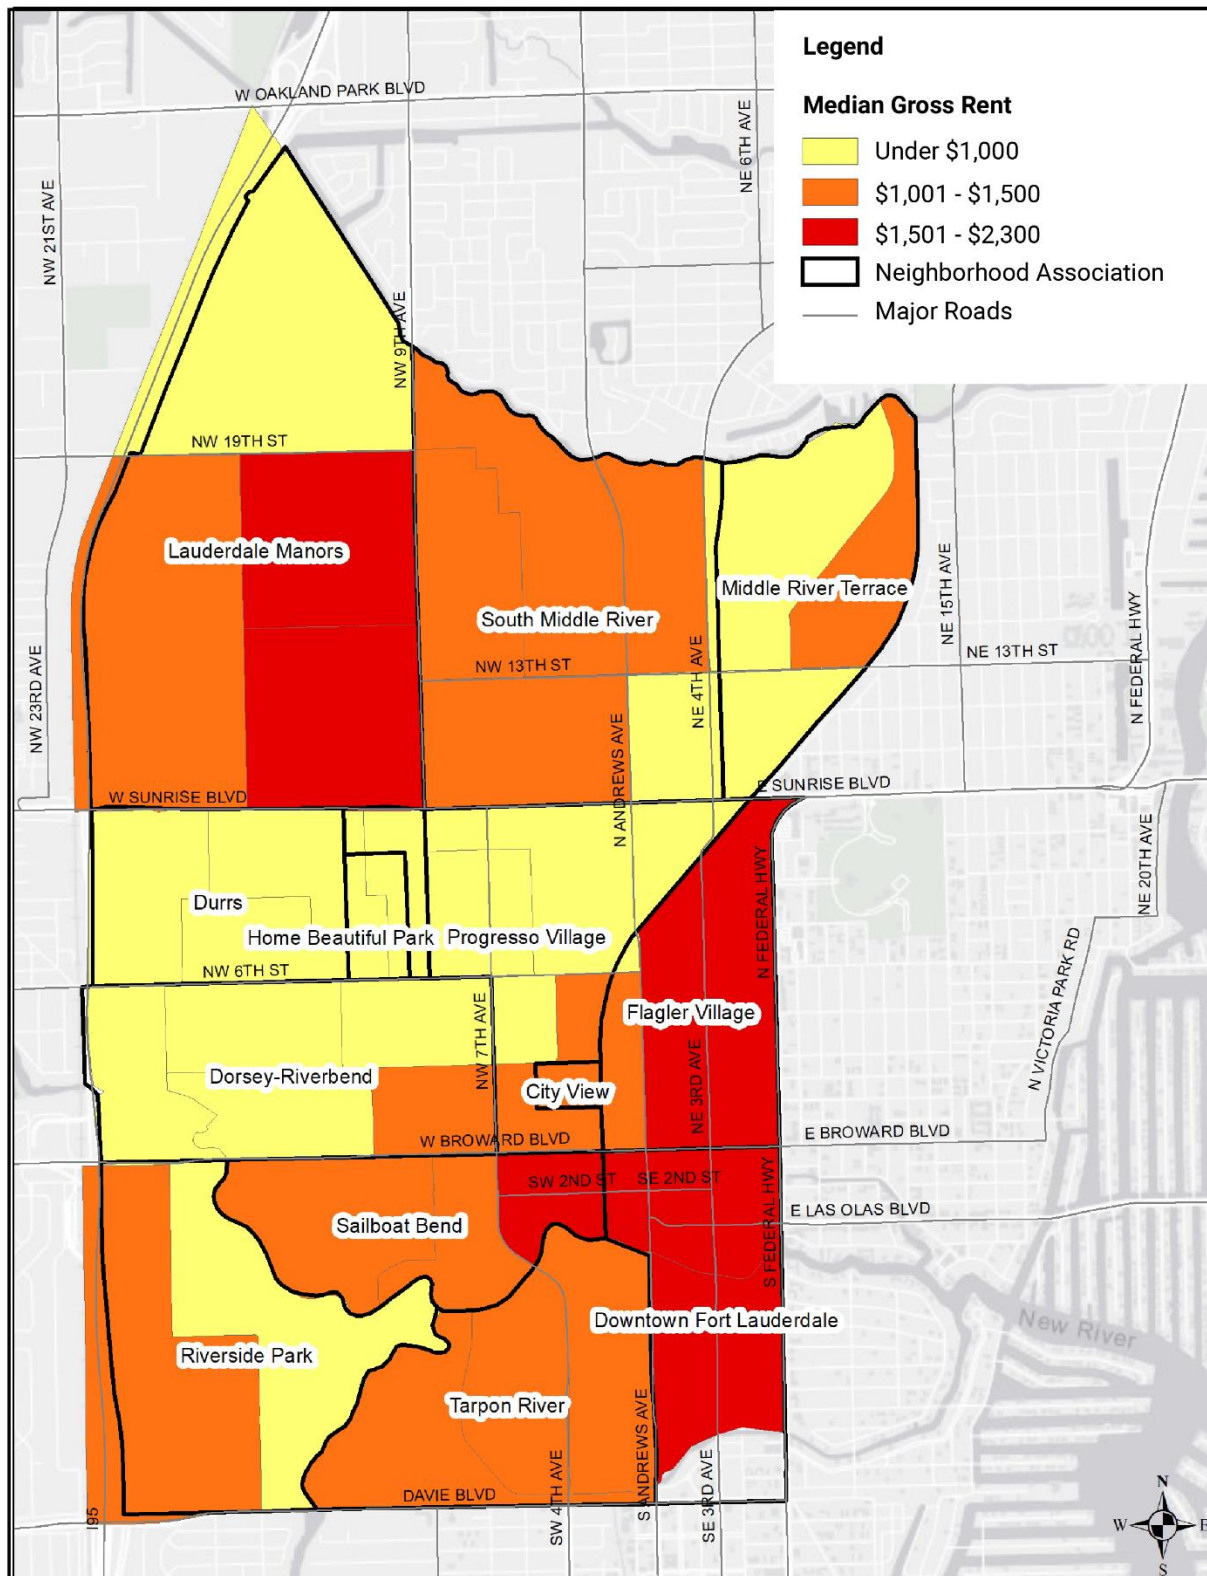 Legend
Median Gross Rent
Under $1,000
$1,001 - $1,500
$1,501 - $2,300
Neighborhood Association
Major Roads
W OAKLAND PARK BLVD
NE 6TH AVE
NW 21ST AVE
NW 9TH AVE
NW 19TH ST
Lauderdale Manors
Middle River Terrace
South Middle River
NE 15TH AVE
NE 13TH ST
NW 13TH ST
NE 4TH AVE
N FEDERAL HWY
NW 23RD AVE
N ANDREWS AVE
W SUNRISE BLVD
E SUNRISE BLVD
NE 20TH AVE
Durrs
Home Beautiful Park
Progresso Village
N FEDERAL HWY
NW 6TH ST
N VICTORIA PARK RD
Flagler Village
NW 7TH AVE
NE 3RD AVE
Dorsey-Riverbend
City View
W BROWARD BLVD
E BROWARD BLVD
SW 2ND ST
SE 2ND ST
S FEDERAL HWY
E LAS OLAS BLVD
Sailboat Bend
Downtown Fort Lauderdale
New River
Riverside Park
Tarpon River
S ANDREWS AVE
DAVIE BLVD
SW 4TH AVE
SE 3RD AVE
I95
N
W
E
S